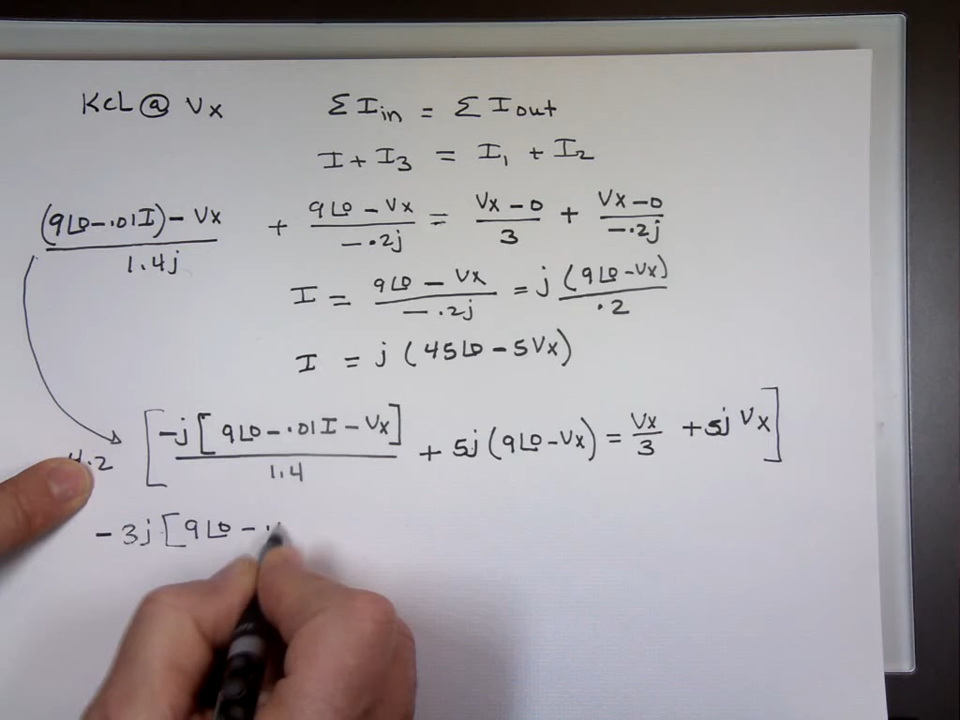 KCL @ Vx ΣIin = ΣIout
I + I3 = I1 + I2
(9∠0 - .01I) - Vx / 1.4j + 9∠0 - Vx / -.2j = Vx - 0 / 3 + Vx - 0 / -.2j
I = 9∠0 - Vx / -.2j = j (9∠0 - Vx) / .2
I = j (45∠0 - 5Vx)
4.2 [ -j [9∠0 - .01I - Vx] / 1.4 + 5j (9∠0 - Vx) = Vx / 3 + 5j Vx ]
- 3j [9∠0 -